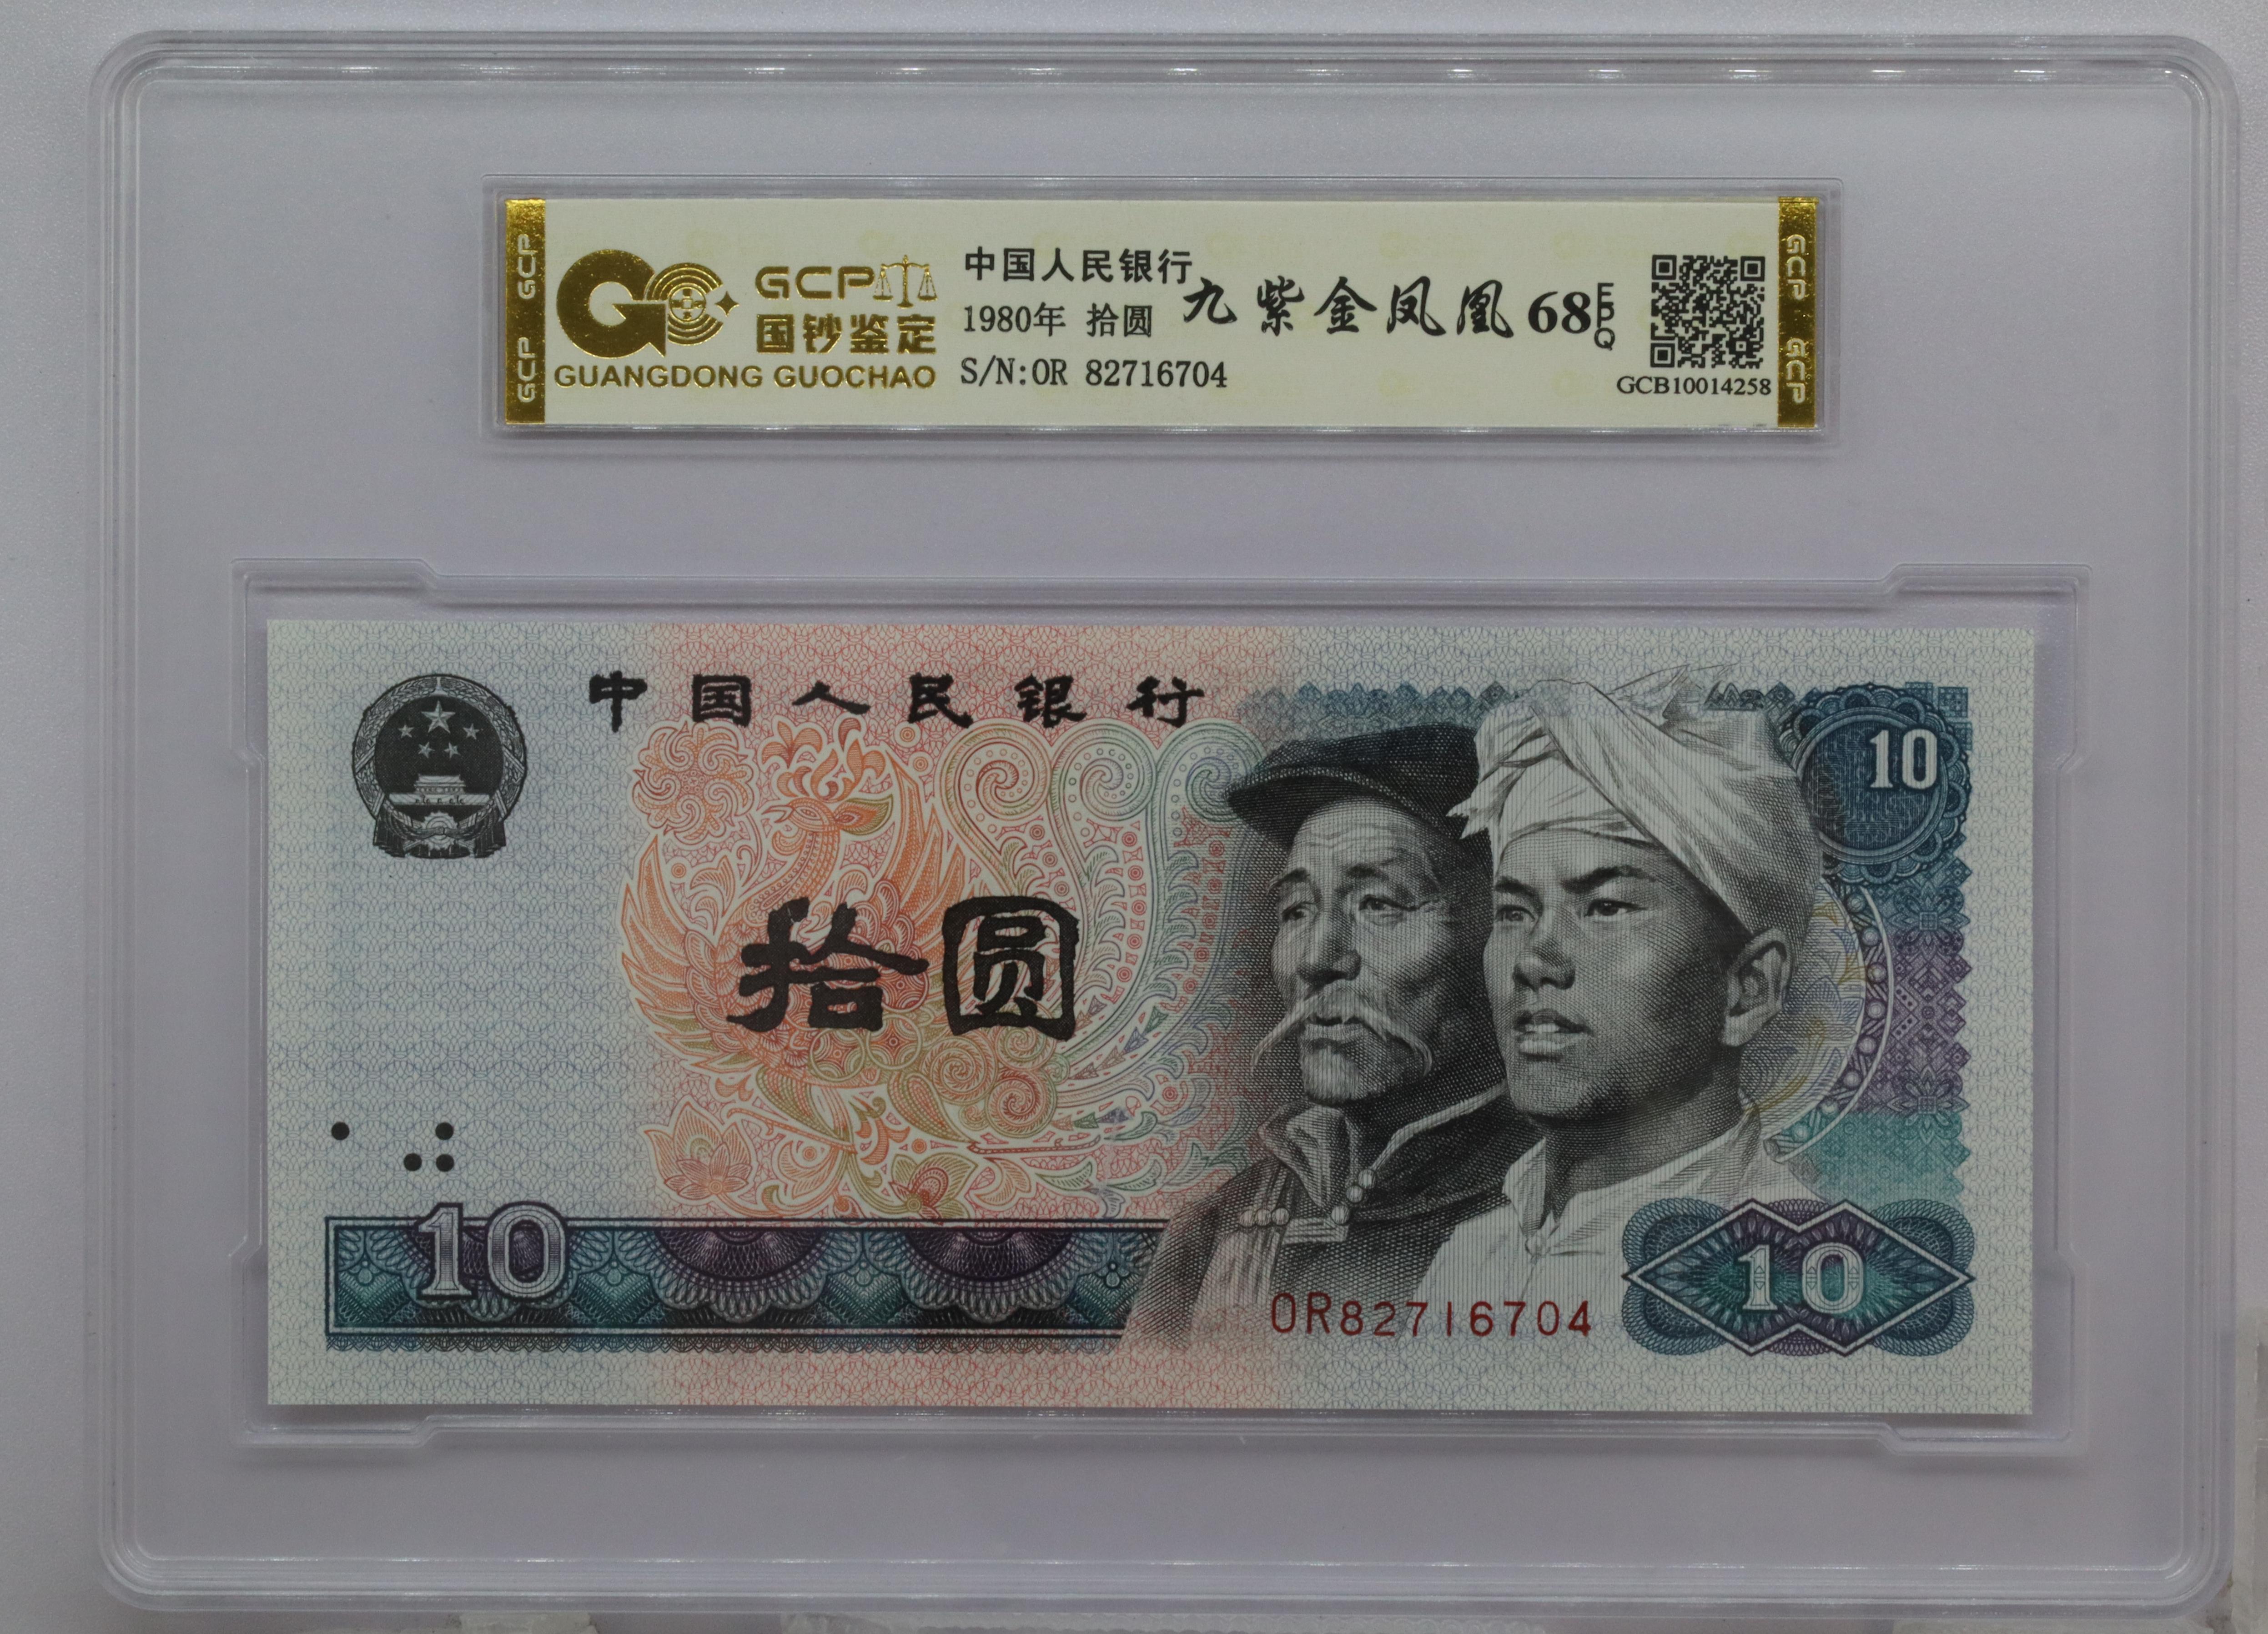 GCP GCP
GCP
国钞鉴定
GUANGDONG GUOCHAO
中国人民银行
1980年 拾圆
S/N:OR 82716704
九紫金凤凰 68 EPQ
GCB10014258
GCP GCP
中国人民银行
10
拾圆
10
OR82716704
10